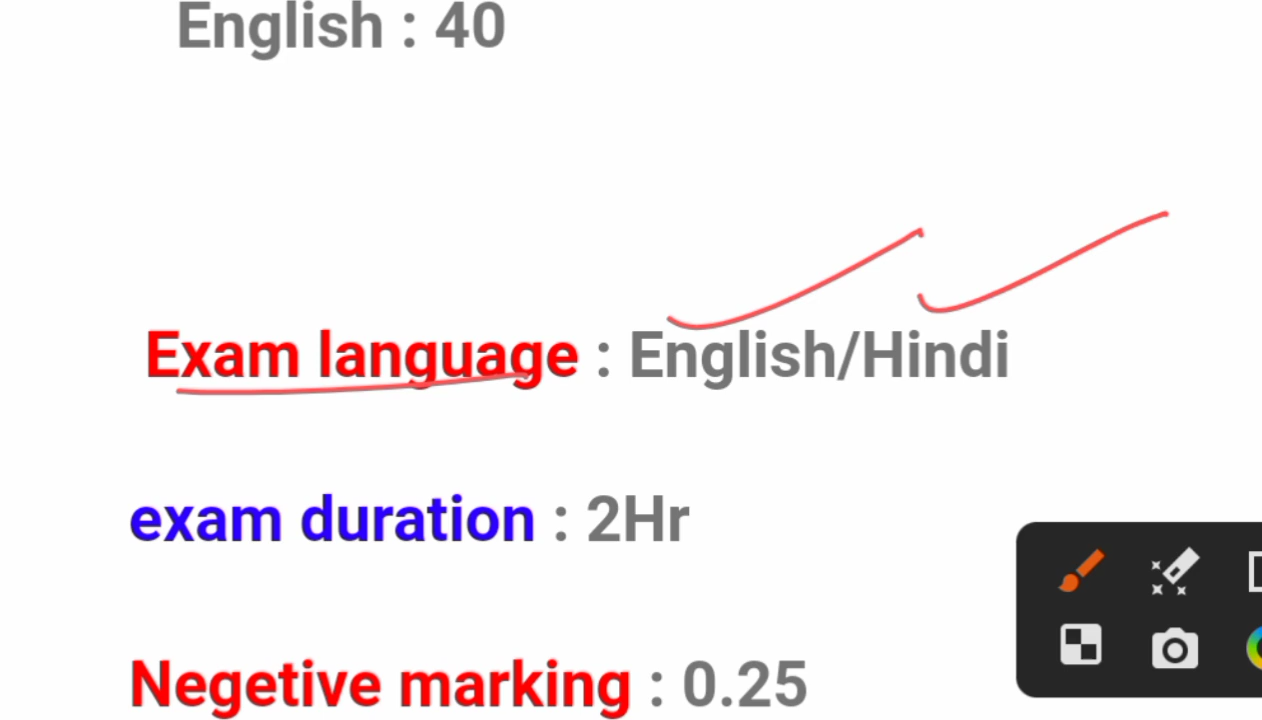 English : 40
Exam language : English/Hindi
exam duration : 2Hr
Negetive marking : 0.25